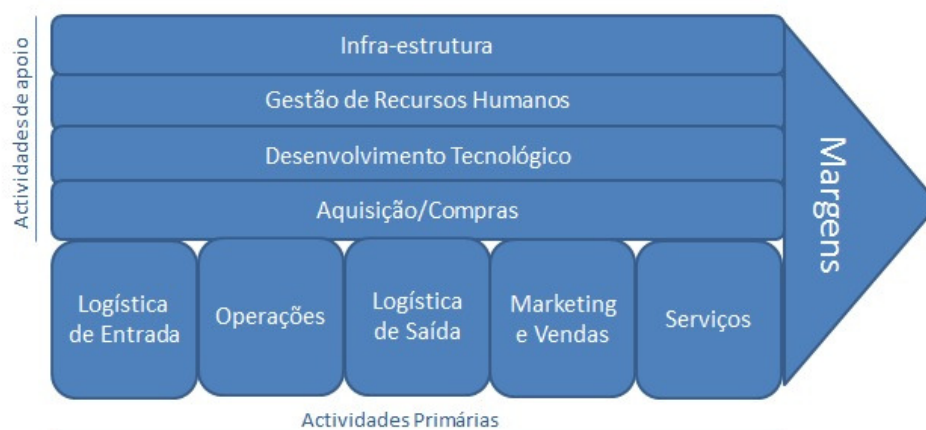 Actividades de apoio
Infra-estrutura
Gestão de Recursos Humanos
Desenvolvimento Tecnológico
Aquisição/Compras
Margens
Logística
de Entrada
Operações
Logística
de Saída
Marketing
e Vendas
Serviços
Actividades Primárias